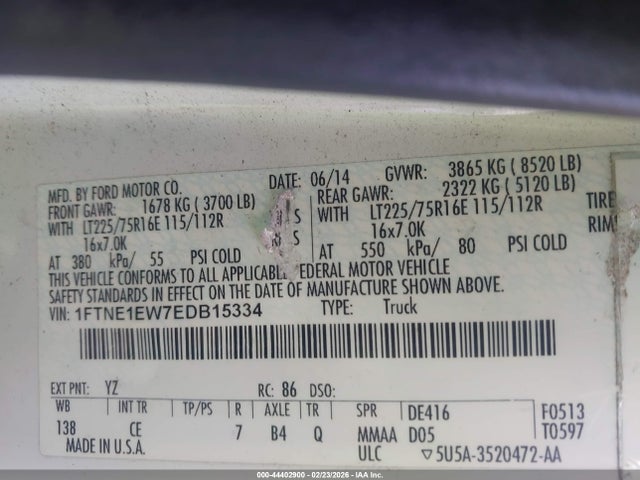 MFD. BY FORD MOTOR CO. DATE: 06/14 GVWR: 3865 KG ( 8520 LB)
FRONT GAWR: 1678 KG ( 3700 LB) REAR GAWR: 2322 KG ( 5120 LB)
WITH LT225/75R16E 115/112R S WITH LT225/75R16E 115/112R TIRE
16x7.0K S 16x7.0K RIM
AT 380 kPa/ 55 PSI COLD AT 550 kPa/ 80 PSI COLD
THIS VEHICLE CONFORMS TO ALL APPLICABLE FEDERAL MOTOR VEHICLE
SAFETY STANDARDS IN EFFECT ON THE DATE OF MANUFACTURE SHOWN ABOVE.
VIN: 1FTNE1EW7EDB15334 TYPE: Truck
EXT PNT: YZ RC: 86 DSO:
WB INT TR TP/PS R AXLE TR SPR DE416 F0513
138 CE 7 B4 Q MMAA D05 T0597
MADE IN U.S.A. ULC ▽5U5A-3520472-AA
000-44402900 - 02/23/2026 - IAAI.com